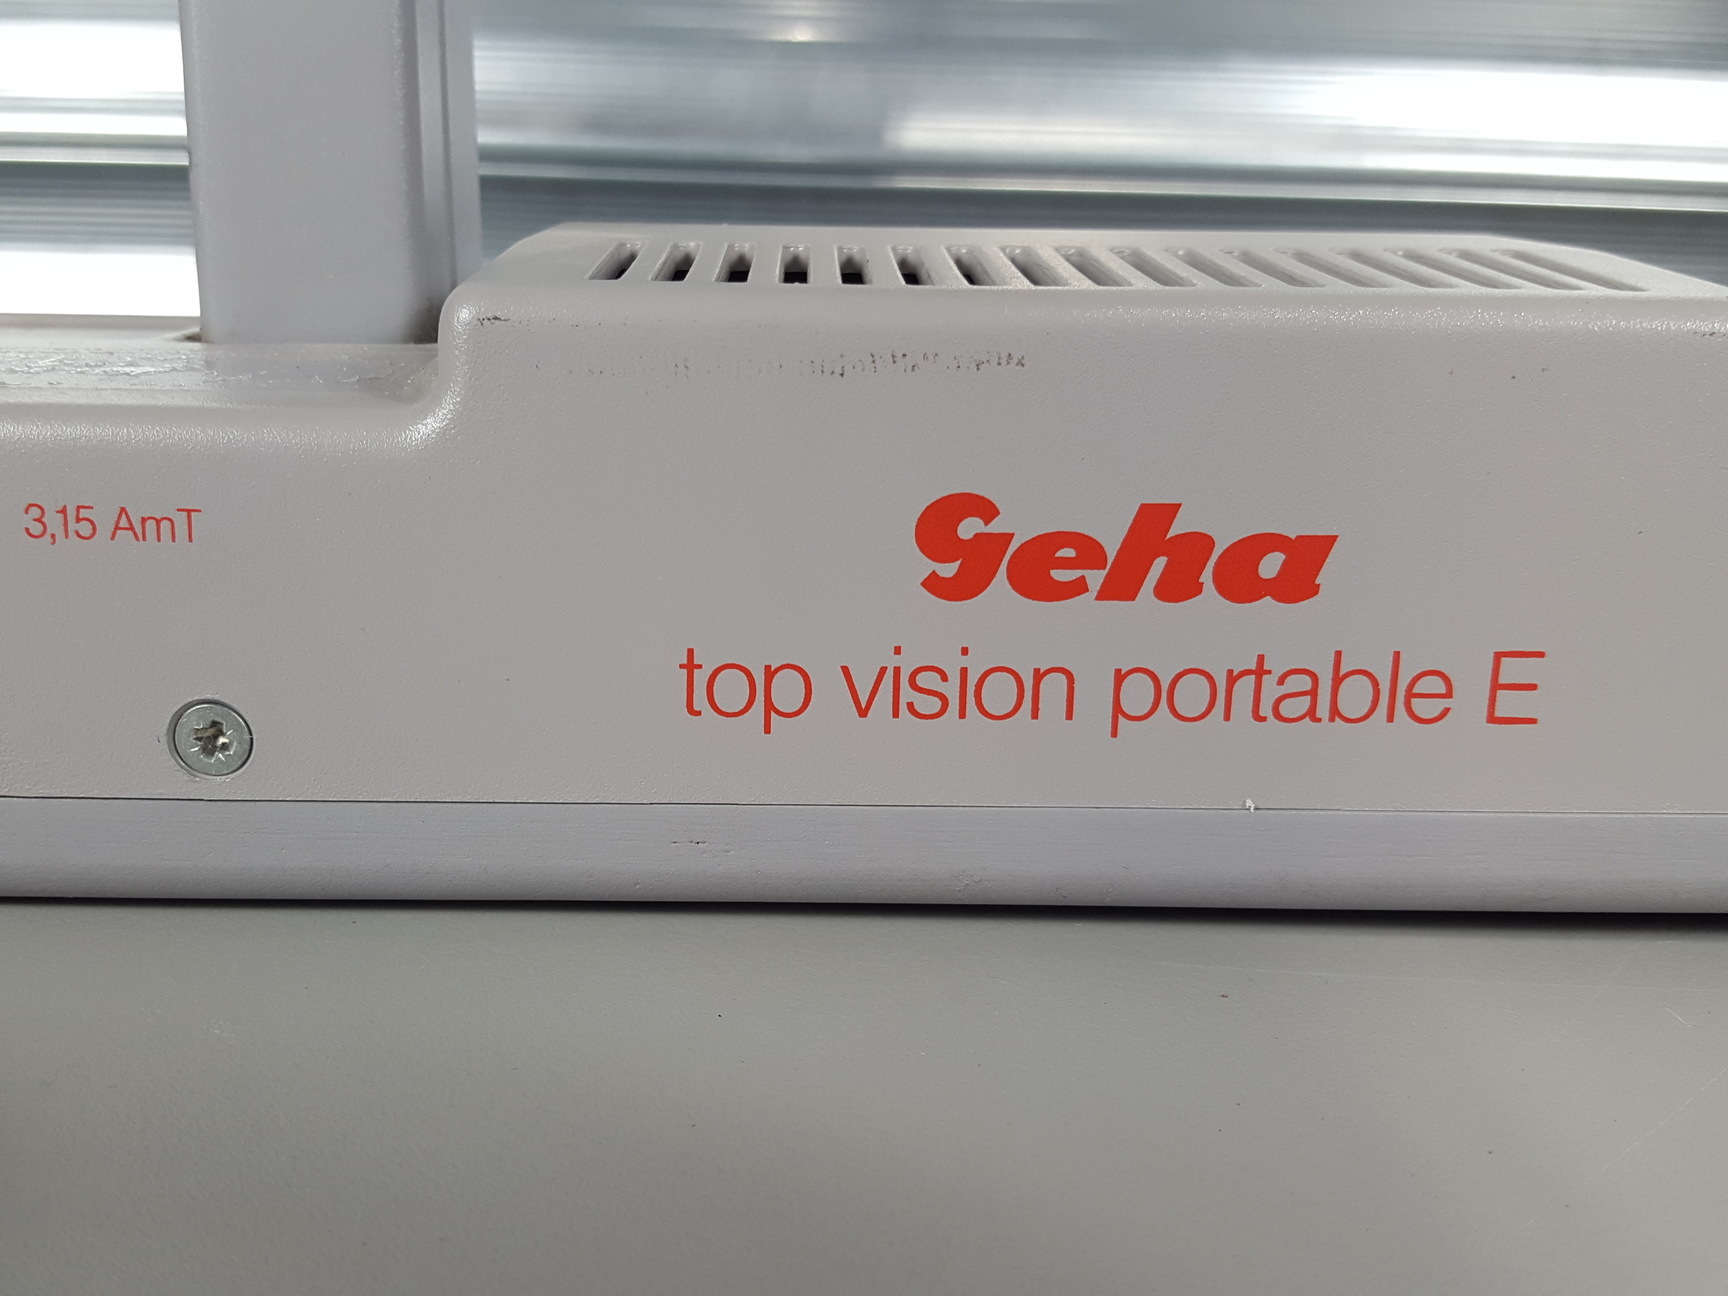 3,15 AmT
Geha
top vision portable E